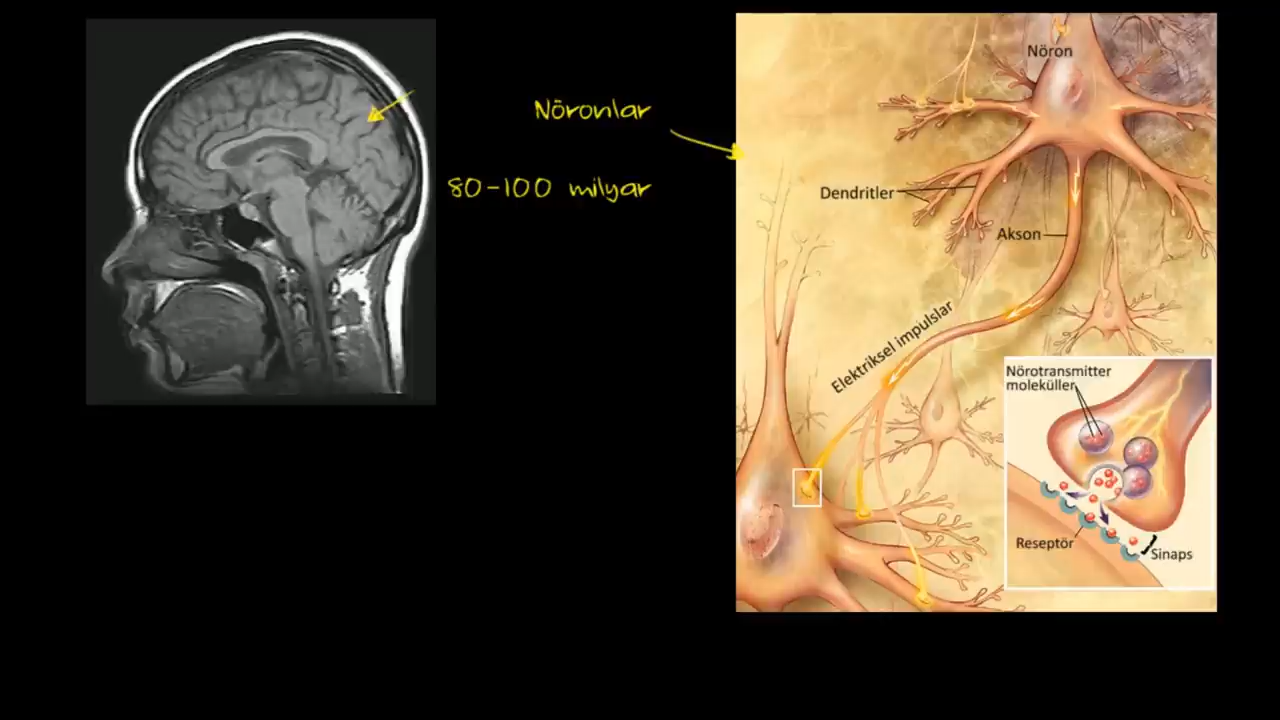 Nöronlar
80-100 milyar
Nöron
Dendritler
Akson
Elektriksel impulslar
Nörotransmitter
moleküller
Reseptör
Sinaps